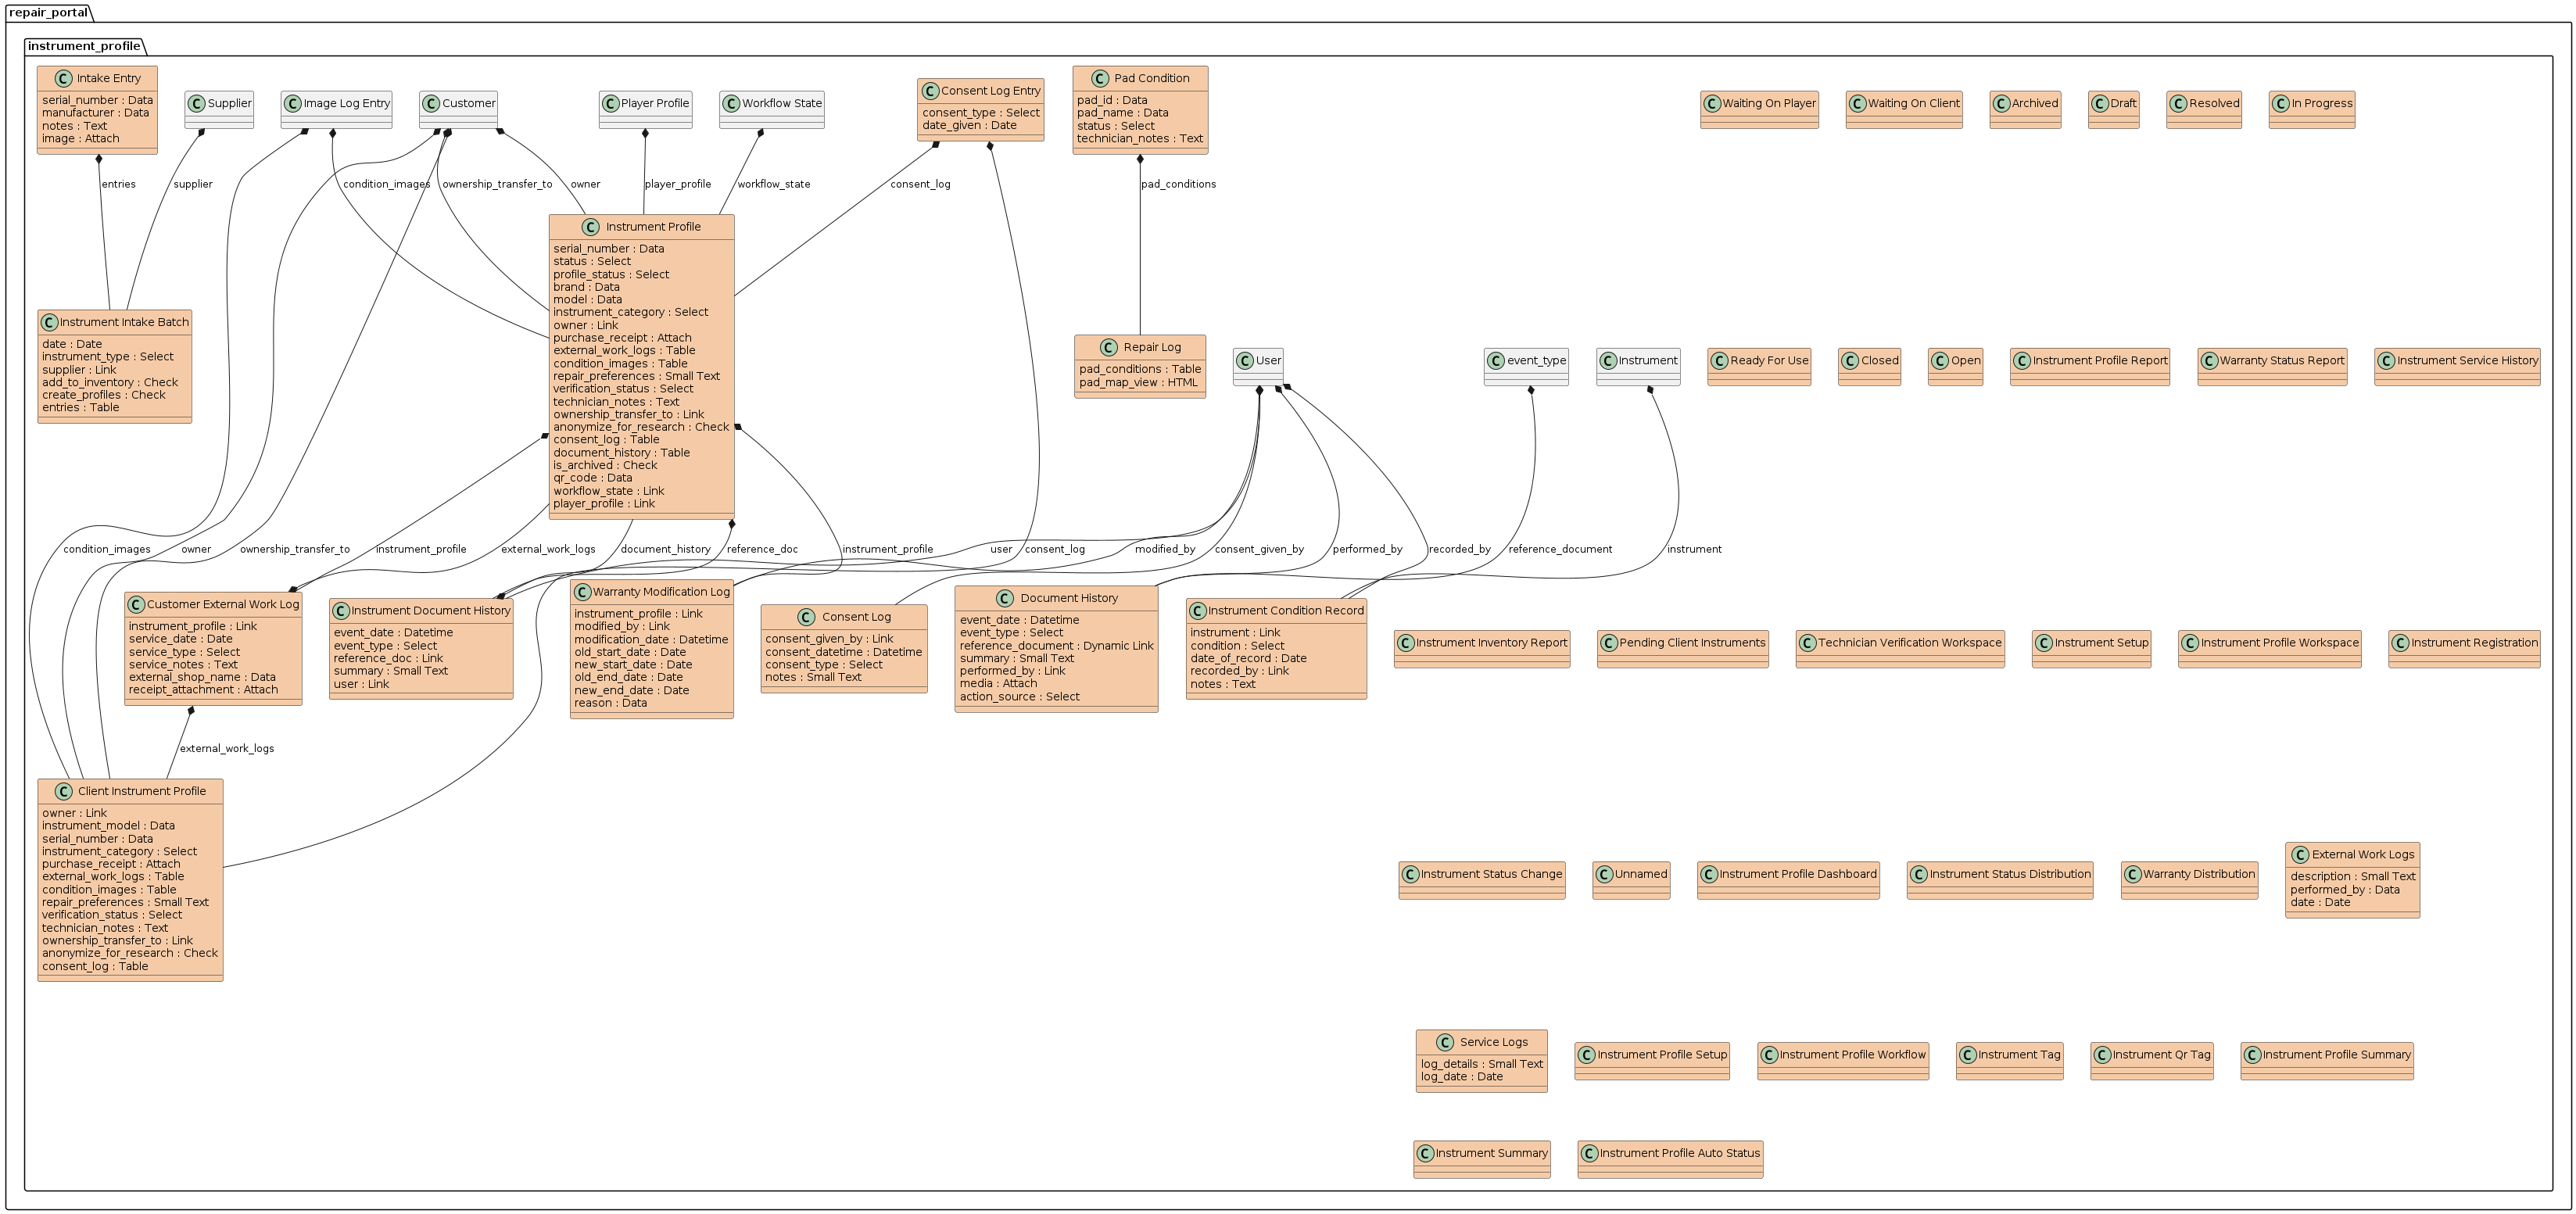 repair_portal
instrument_profile
C Intake Entry
serial_number : Data
manufacturer : Data
notes : Text
image : Attach
C Supplier
C Image Log Entry
C Customer
C Player Profile
C Workflow State
C Consent Log Entry
consent_type : Select
date_given : Date
C Pad Condition
pad_id : Data
pad_name : Data
status : Select
technician_notes : Text
C Waiting On Player
C Waiting On Client
C Archived
C Draft
C Resolved
C In Progress
entries
supplier
condition_images
ownership_transfer_to
owner
player_profile
workflow_state
consent_log
pad_conditions
C Instrument Profile
serial_number : Data
status : Select
profile_status : Select
brand : Data
model : Data
instrument_category : Select
owner : Link
purchase_receipt : Attach
external_work_logs : Table
condition_images : Table
repair_preferences : Small Text
verification_status : Select
technician_notes : Text
ownership_transfer_to : Link
anonymize_for_research : Check
consent_log : Table
document_history : Table
is_archived : Check
qr_code : Data
workflow_state : Link
player_profile : Link
C Instrument Intake Batch
date : Date
instrument_type : Select
supplier : Link
add_to_inventory : Check
create_profiles : Check
entries : Table
C Repair Log
pad_conditions : Table
pad_map_view : HTML
C User
C event_type
C Instrument
C Ready For Use
C Closed
C Open
C Instrument Profile Report
C Warranty Status Report
C Instrument Service History
condition_images
owner
ownership_transfer_to
instrument_profile
external_work_logs
document_history
reference_doc
instrument_profile
user
consent_log
modified_by
consent_given_by
performed_by
recorded_by
reference_document
instrument
C Customer External Work Log
instrument_profile : Link
service_date : Date
service_type : Select
service_notes : Text
external_shop_name : Data
receipt_attachment : Attach
C Instrument Document History
event_date : Datetime
event_type : Select
reference_doc : Link
summary : Small Text
user : Link
C Warranty Modification Log
instrument_profile : Link
modified_by : Link
modification_date : Datetime
old_start_date : Date
new_start_date : Date
old_end_date : Date
new_end_date : Date
reason : Data
C Consent Log
consent_given_by : Link
consent_datetime : Datetime
consent_type : Select
notes : Small Text
C Document History
event_date : Datetime
event_type : Select
reference_document : Dynamic Link
summary : Small Text
performed_by : Link
media : Attach
action_source : Select
C Instrument Condition Record
instrument : Link
condition : Select
date_of_record : Date
recorded_by : Link
notes : Text
C Instrument Inventory Report
C Pending Client Instruments
C Technician Verification Workspace
C Instrument Setup
C Instrument Profile Workspace
C Instrument Registration
external_work_logs
C Client Instrument Profile
owner : Link
instrument_model : Data
serial_number : Data
instrument_category : Select
purchase_receipt : Attach
external_work_logs : Table
condition_images : Table
repair_preferences : Small Text
verification_status : Select
technician_notes : Text
ownership_transfer_to : Link
anonymize_for_research : Check
consent_log : Table
C Instrument Status Change
C Unnamed
C Instrument Profile Dashboard
C Instrument Status Distribution
C Warranty Distribution
C External Work Logs
description : Small Text
performed_by : Data
date : Date
C Service Logs
log_details : Small Text
log_date : Date
C Instrument Profile Setup
C Instrument Profile Workflow
C Instrument Tag
C Instrument Qr Tag
C Instrument Profile Summary
C Instrument Summary
C Instrument Profile Auto Status